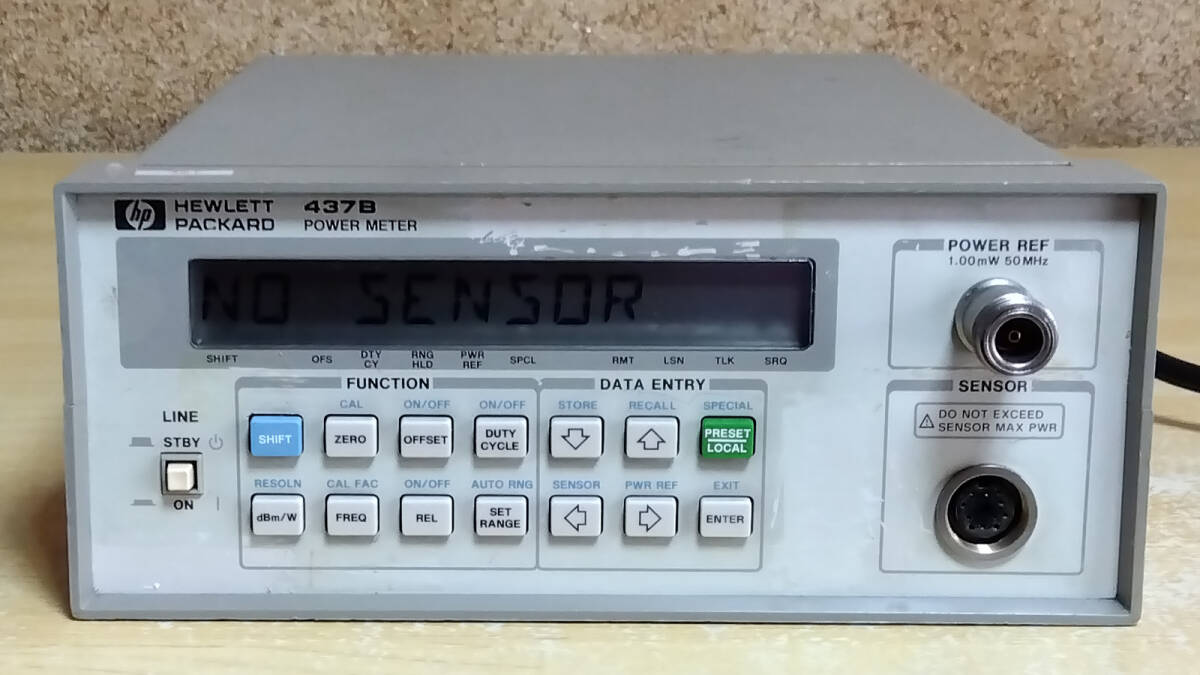 hp HEWLETT PACKARD 437B POWER METER
NO SENSOR
SHIFT OFS DTY CY RNG HLD PWR REF SPCL RMT LSN TLK SRQ
POWER REF
1.00mW 50MHz
FUNCTION
DATA ENTRY
CAL ON/OFF ON/OFF STORE RECALL SPECIAL
SHIFT ZERO OFFSET DUTY CYCLE PRESET LOCAL
RESOLN CAL FAC ON/OFF AUTO RNG SENSOR PWR REF EXIT
dBm/W FREQ REL SET RANGE ENTER
LINE
STBY
ON
SENSOR
DO NOT EXCEED
SENSOR MAX PWR